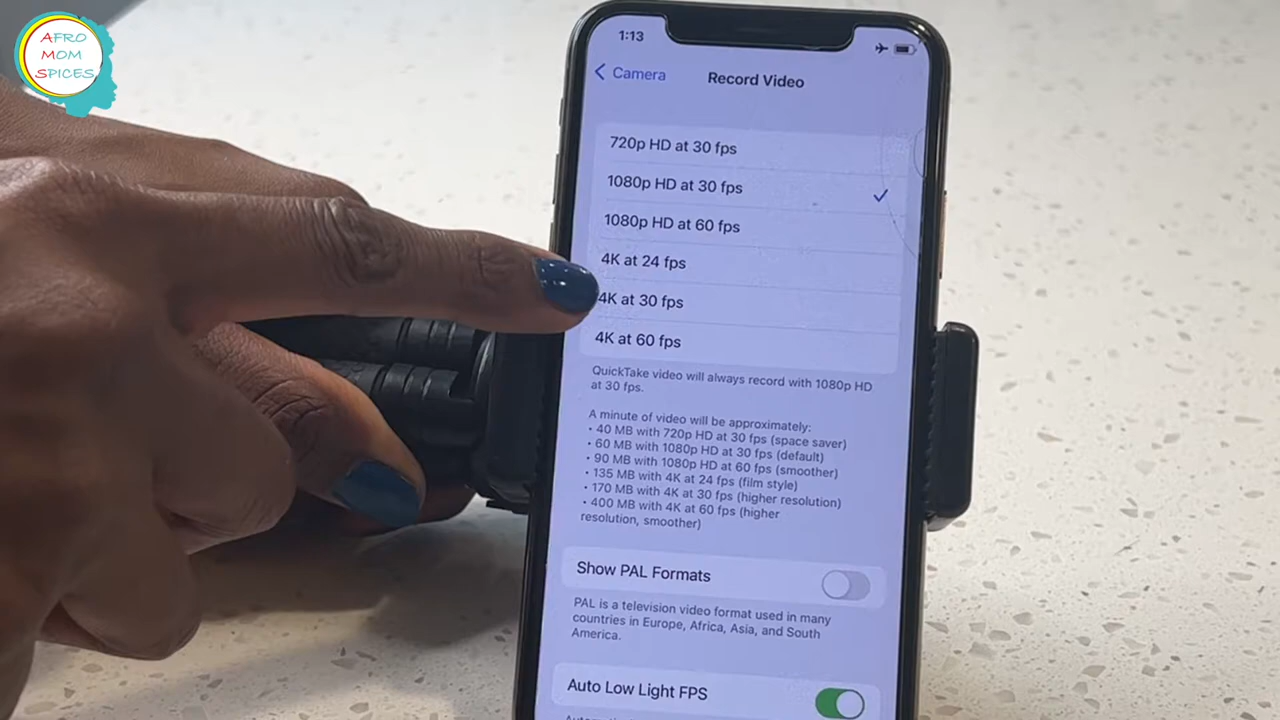 AFRO
MOM
SPICES
1:13
Camera
Record Video
720p HD at 30 fps
1080p HD at 30 fps
1080p HD at 60 fps
4K at 24 fps
4K at 30 fps
4K at 60 fps
QuickTake video will always record with 1080p HD
at 30 fps.
A minute of video will be approximately:
• 40 MB with 720p HD at 30 fps (space saver)
• 60 MB with 1080p HD at 30 fps (default)
• 90 MB with 1080p HD at 60 fps (smoother)
• 135 MB with 4K at 24 fps (film style)
• 170 MB with 4K at 30 fps (higher resolution)
• 400 MB with 4K at 60 fps (higher
resolution, smoother)
Show PAL Formats
PAL is a television video format used in many
countries in Europe, Africa, Asia, and South
America.
Auto Low Light FPS